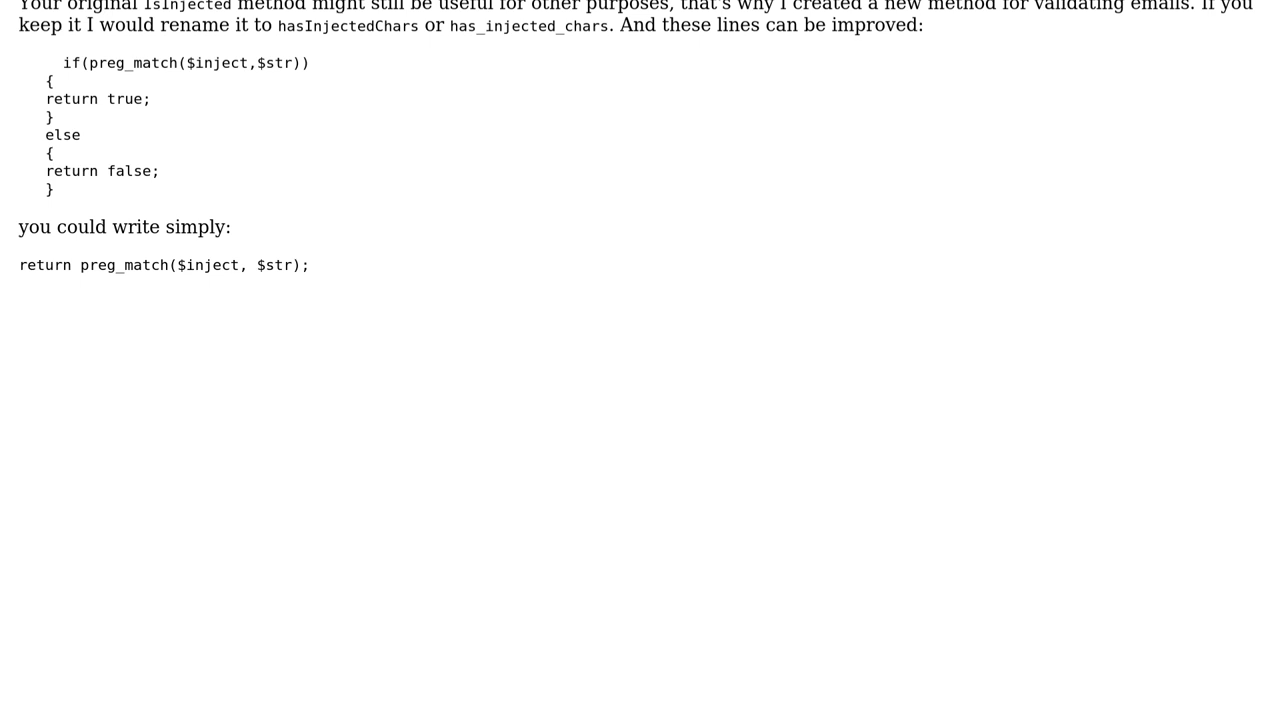 Your original IsInjected method might still be useful for other purposes, that's why I created a new method for validating emails. If you
keep it I would rename it to hasInjectedChars or has_injected_chars. And these lines can be improved:
if(preg_match($inject,$str))
{
return true;
}
else
{
return false;
}
you could write simply:
return preg_match($inject, $str);